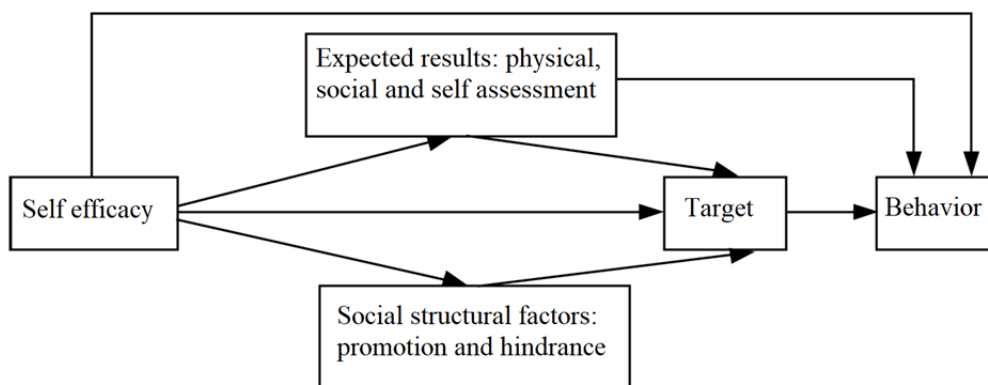 Expected results: physical,
social and self assessment
Self efficacy
Target
Behavior
Social structural factors:
promotion and hindrance